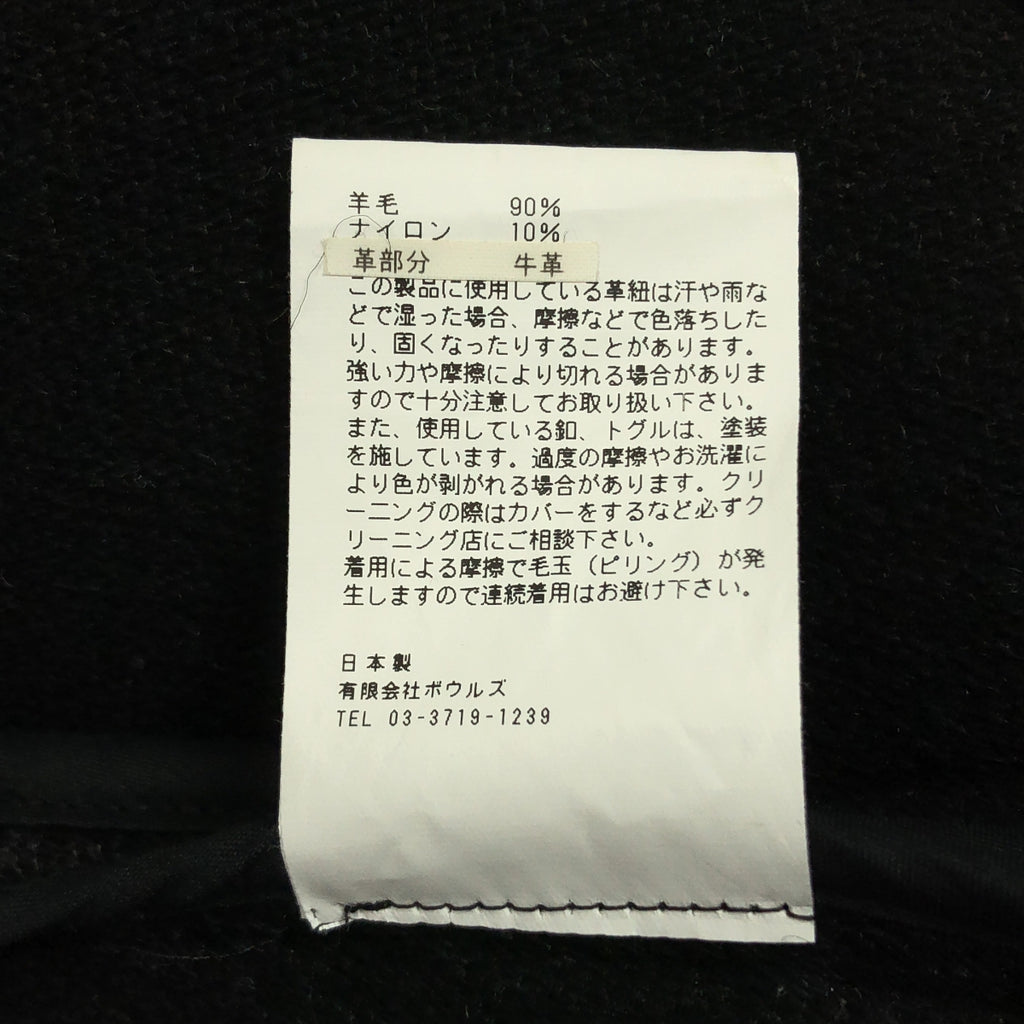 羊毛 90%
ナイロン 10%
革部分 牛革
この製品に使用している革紐は汗や雨な
どで湿った場合、摩擦などで色落ちした
り、固くなったりすることがあります。
強い力や摩擦により切れる場合がありま
すので十分注意してお取り扱い下さい。
また、使用している釦、トグルは、塗装
を施しています。過度の摩擦やお洗濯に
より色が剥がれる場合があります。クリ
ーニングの際はカバーをするなど必ずク
リーニング店にご相談下さい。
着用による摩擦で毛玉（ピリング）が発
生しますので連続着用はお避け下さい。
日本製
有限会社ボウルズ
TEL 03-3719-1239